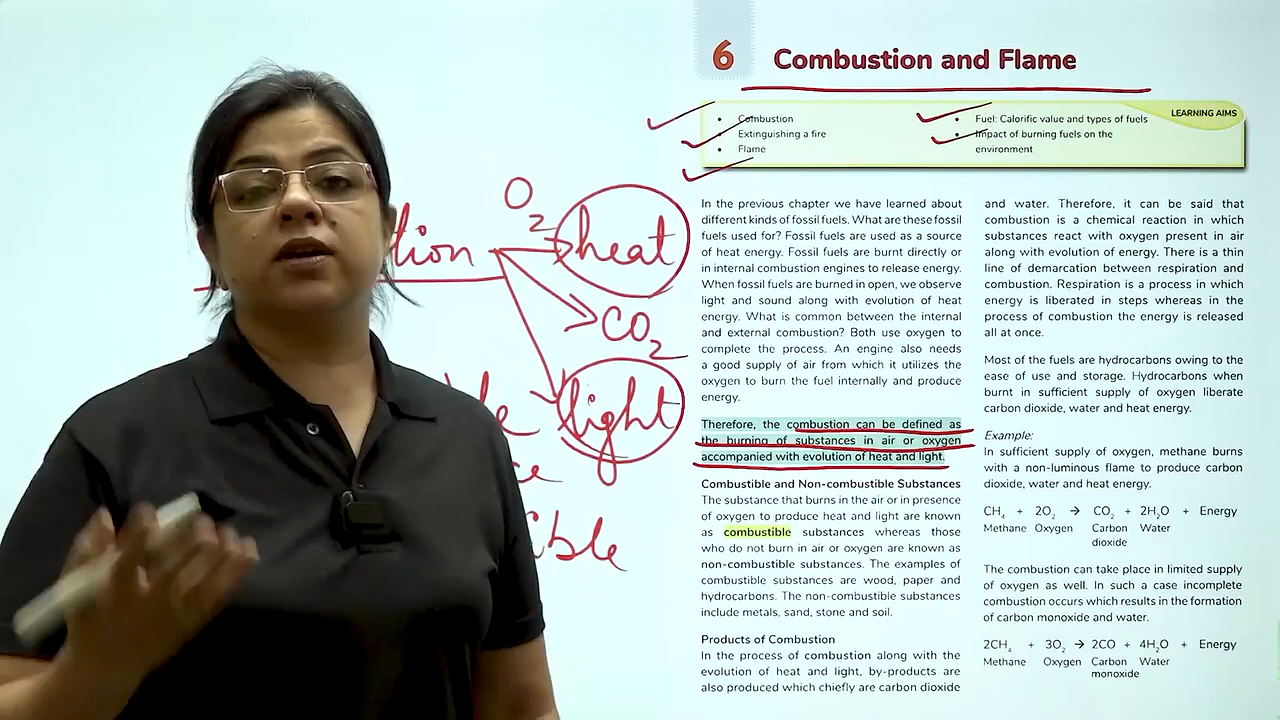 6 Combustion and Flame
LEARNING AIMS
• Combustion
• Extinguishing a fire
• Flame
• Fuel: Calorific value and types of fuels
• Impact of burning fuels on the
environment
In the previous chapter we have learned about
different kinds of fossil fuels. What are these fossil
fuels used for? Fossil fuels are used as a source
of heat energy. Fossil fuels are burnt directly or
in internal combustion engines to release energy.
When fossil fuels are burned in open, we observe
light and sound along with evolution of heat
energy. What is common between the internal
and external combustion? Both use oxygen to
complete the process. An engine also needs
a good supply of air from which it utilizes the
oxygen to burn the fuel internally and produce
energy.
Therefore, the combustion can be defined as
the burning of substances in air or oxygen
accompanied with evolution of heat and light.
Combustible and Non-combustible Substances
The substance that burns in the air or in presence
of oxygen to produce heat and light are known
as combustible substances whereas those
who do not burn in air or oxygen are known as
non-combustible substances. The examples of
combustible substances are wood, paper and
hydrocarbons. The non-combustible substances
include metals, sand, stone and soil.
Products of Combustion
In the process of combustion along with the
evolution of heat and light, by-products are
also produced which chiefly are carbon dioxide
and water. Therefore, it can be said that
combustion is a chemical reaction in which
substances react with oxygen present in air
along with evolution of energy. There is a thin
line of demarcation between respiration and
combustion. Respiration is a process in which
energy is liberated in steps whereas in the
process of combustion the energy is released
all at once.
Most of the fuels are hydrocarbons owing to the
ease of use and storage. Hydrocarbons when
burnt in sufficient supply of oxygen liberate
carbon dioxide, water and heat energy.
Example:
In sufficient supply of oxygen, methane burns
with a non-luminous flame to produce carbon
dioxide, water and heat energy.
CH₄ + 2O₂ → CO₂ + 2H₂O + Energy
Methane Oxygen Carbon Water
dioxide
The combustion can take place in limited supply
of oxygen as well. In such a case incomplete
combustion occurs which results in the formation
of carbon monoxide and water.
2CH₄ + 3O₂ → 2CO + 4H₂O + Energy
Methane Oxygen Carbon Water
monoxide
O₂
tion heat
CO₂
light